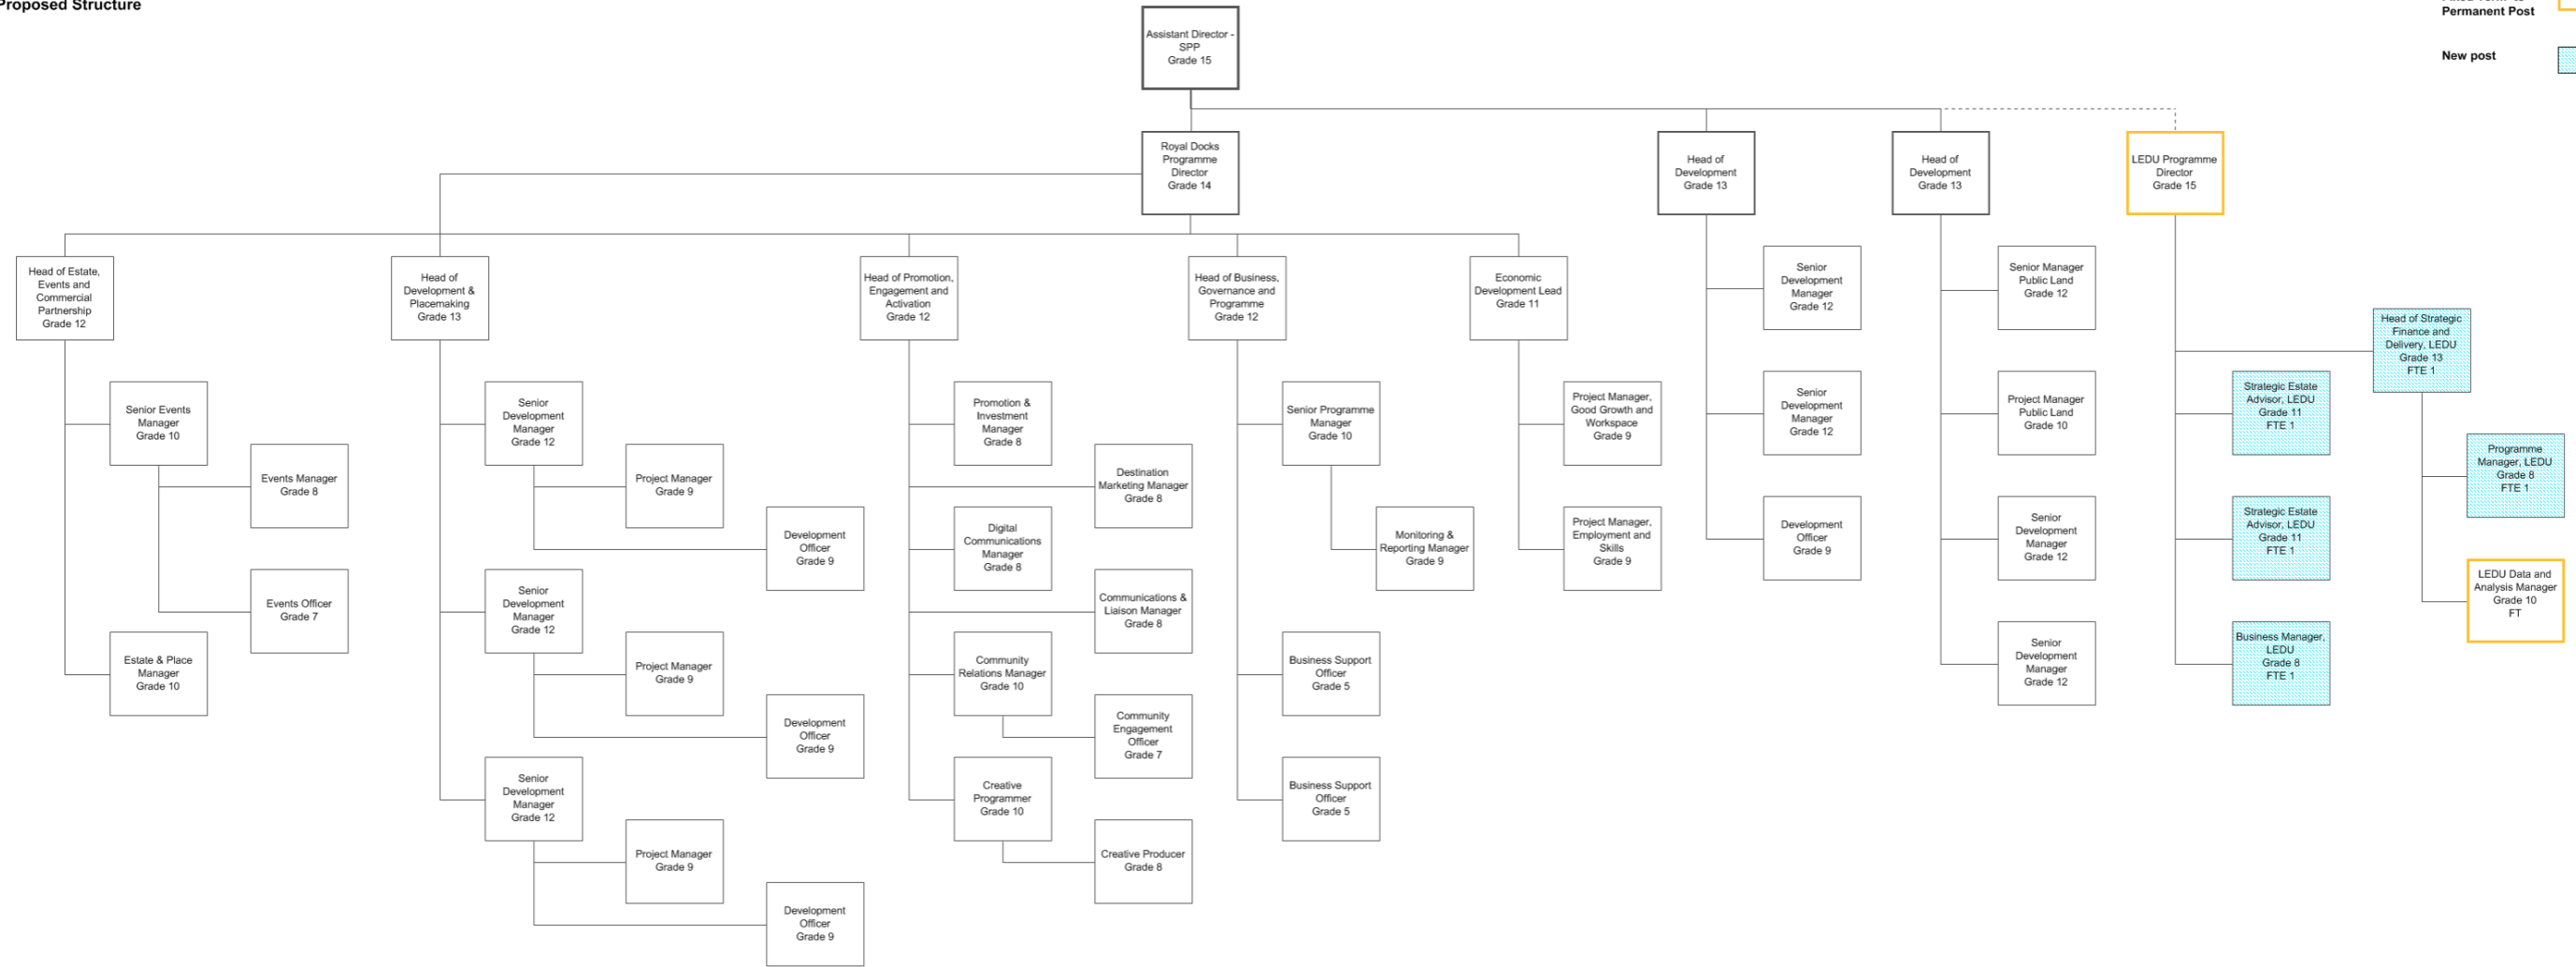 Proposed Structure
Permanent Post
New post
Assistant Director -
SPP
Grade 15
Royal Docks
Programme
Director
Grade 14
Head of
Development
Grade 13
Head of
Development
Grade 13
LEDU Programme
Director
Grade 15
Head of Estate,
Events and
Commercial
Partnership
Grade 12
Head of
Development &
Placemaking
Grade 13
Head of Promotion,
Engagement and
Activation
Grade 12
Head of Business,
Governance and
Programme
Grade 12
Economic
Development Lead
Grade 11
Senior Events
Manager
Grade 10
Events Manager
Grade 8
Events Officer
Grade 7
Estate & Place
Manager
Grade 10
Senior
Development
Manager
Grade 12
Project Manager
Grade 9
Development
Officer
Grade 9
Senior
Development
Manager
Grade 12
Project Manager
Grade 9
Development
Officer
Grade 9
Senior
Development
Manager
Grade 12
Project Manager
Grade 9
Development
Officer
Grade 9
Promotion &
Investment
Manager
Grade 8
Destination
Marketing Manager
Grade 8
Digital
Communications
Manager
Grade 8
Communications &
Liaison Manager
Grade 8
Community
Relations Manager
Grade 10
Community
Engagement
Officer
Grade 7
Creative
Programmer
Grade 10
Creative Producer
Grade 8
Senior Programme
Manager
Grade 10
Monitoring &
Reporting Manager
Grade 9
Business Support
Officer
Grade 5
Business Support
Officer
Grade 5
Project Manager,
Good Growth and
Workspace
Grade 9
Project Manager,
Employment and
Skills
Grade 9
Senior
Development
Manager
Grade 12
Senior
Development
Manager
Grade 12
Development
Officer
Grade 9
Senior Manager
Public Land
Grade 12
Project Manager
Public Land
Grade 10
Senior
Development
Manager
Grade 12
Senior
Development
Manager
Grade 12
Head of Strategic
Finance and
Delivery, LEDU
Grade 13
FTE 1
Strategic Estate
Advisor, LEDU
Grade 11
FTE 1
Strategic Estate
Advisor, LEDU
Grade 11
FTE 1
Business Manager,
LEDU
Grade 8
FTE 1
Programme
Manager, LEDU
Grade 8
FTE 1
LEDU Data and
Analysis Manager
Grade 10
FT